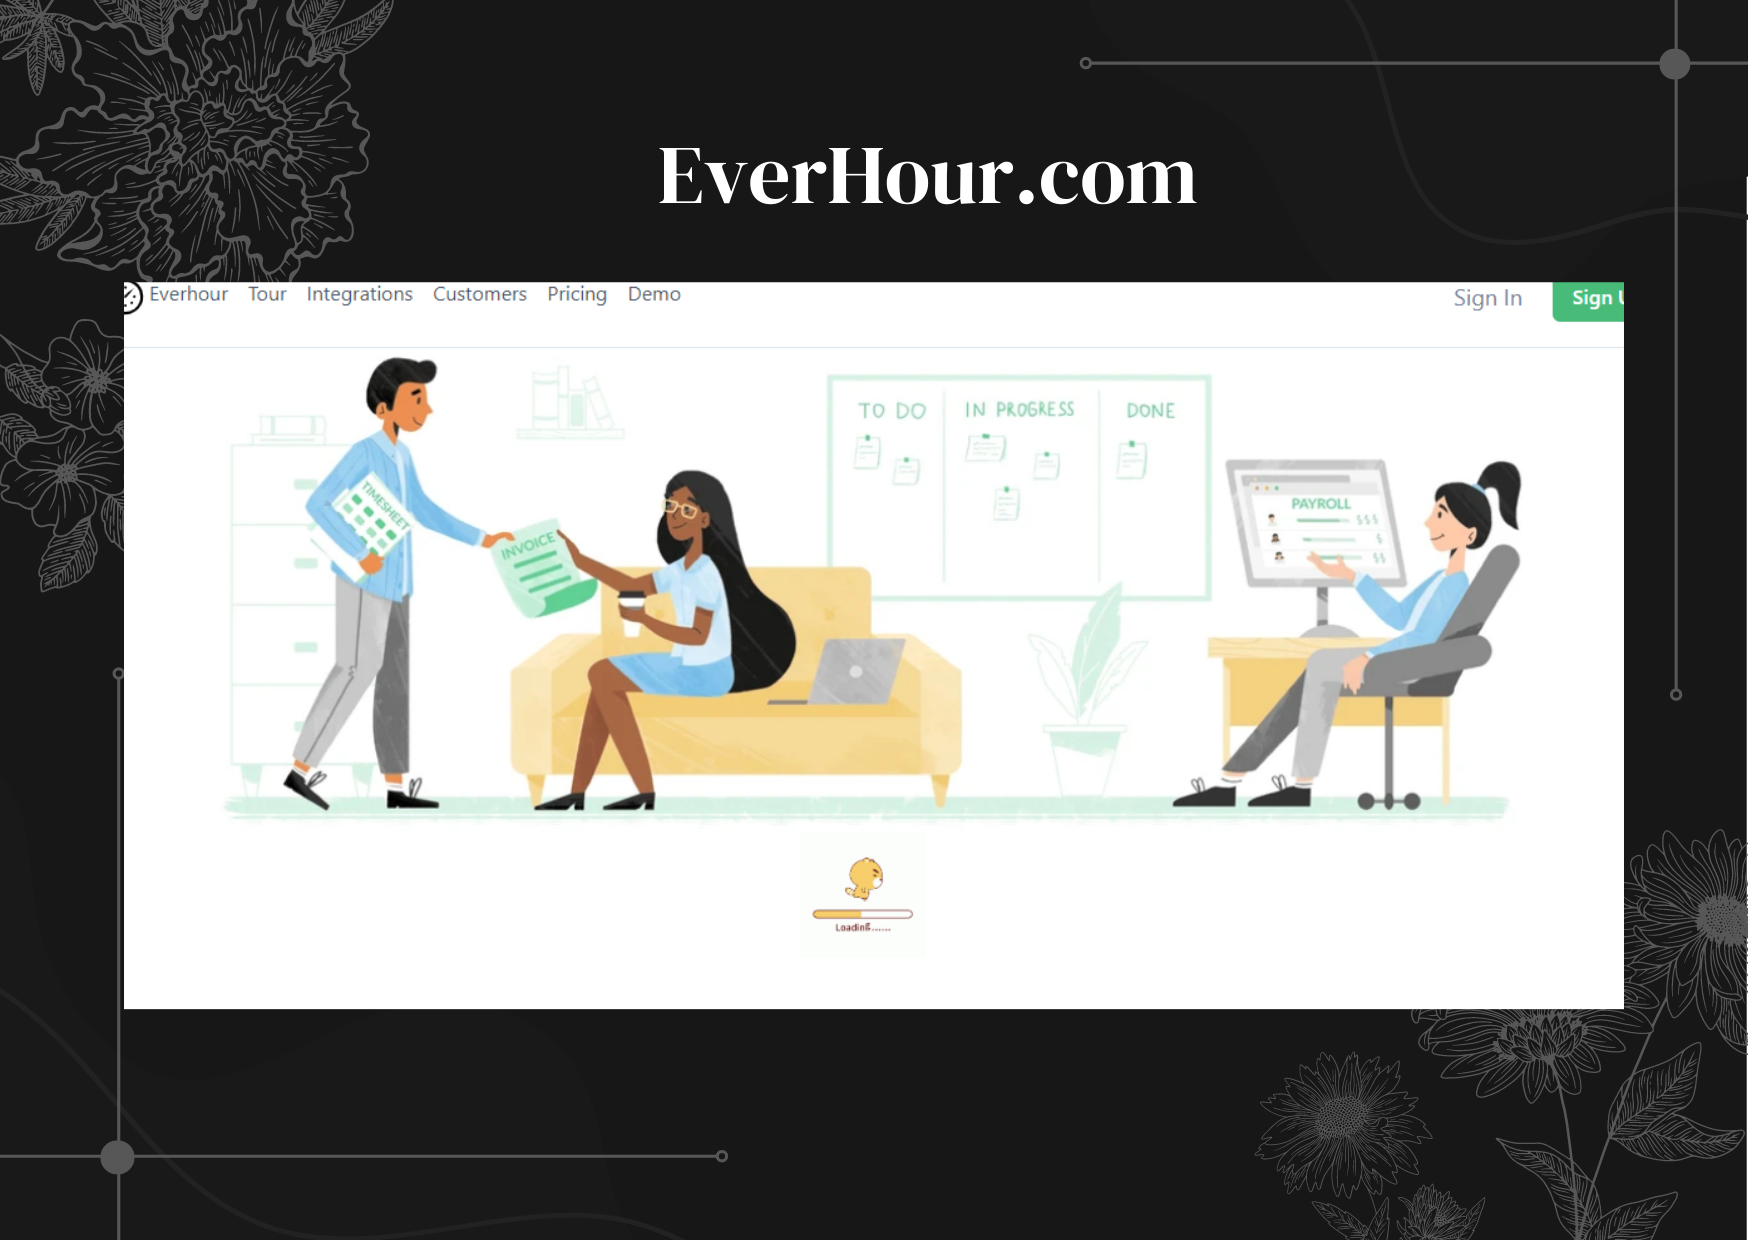 EverHour.com
Everhour Tour Integrations Customers Pricing Demo
Sign In
Sign
TO DO
IN PROGRESS
DONE
TIMESHEET
INVOICE
PAYROLL
$$$
$
$$
Loading......